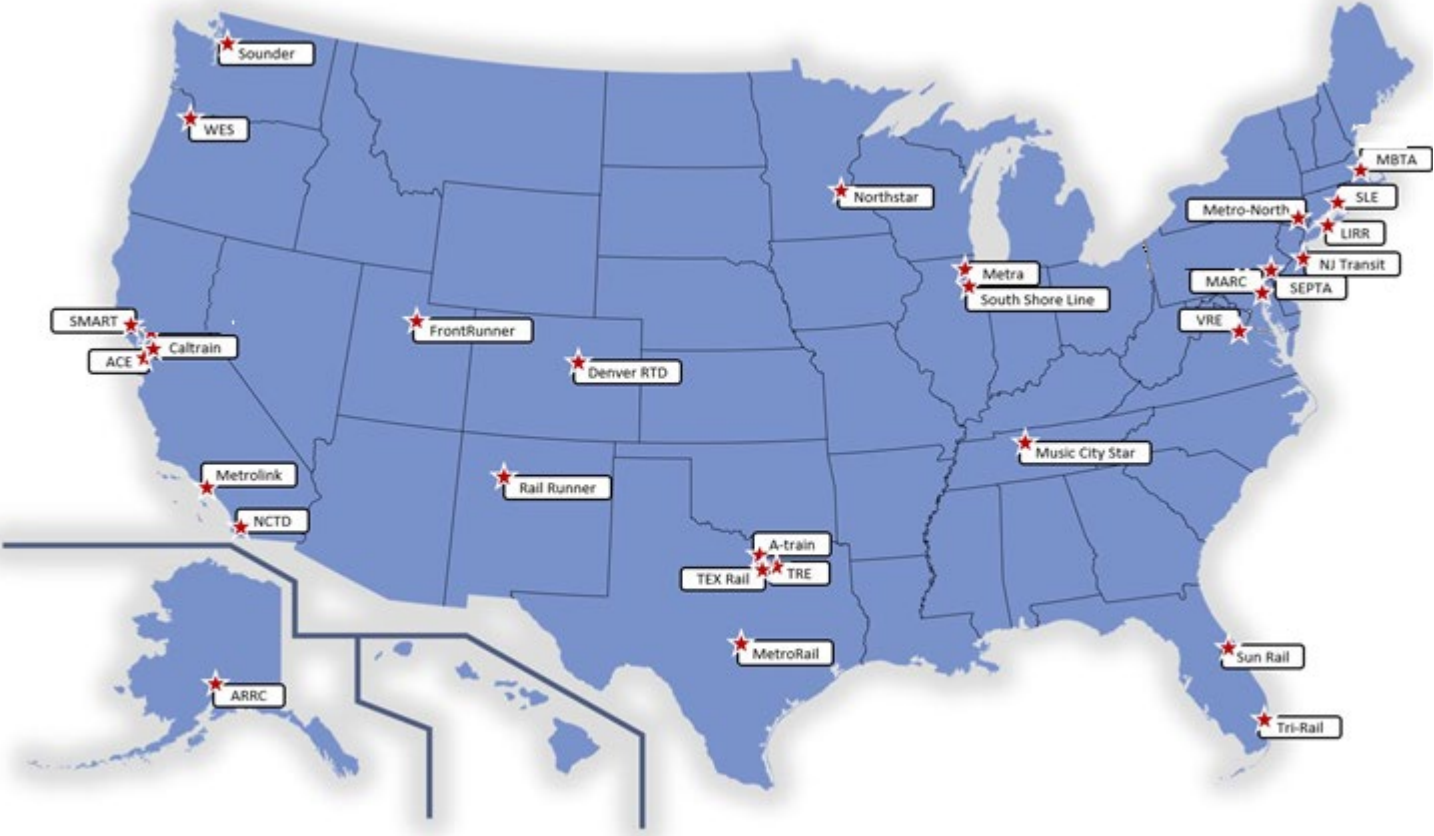 Sounder
WES
MBTA
Northstar
SLE
Metro-North
LIRR
NJ Transit
Metra
MARC
SEPTA
South Shore Line
SMART
VRE
FrontRunner
Caltrain
ACE
Denver RTD
Music City Star
Metrolink
Rail Runner
NCTD
A-train
TEX Rail
TRE
MetroRail
Sun Rail
ARRC
Tri-Rail